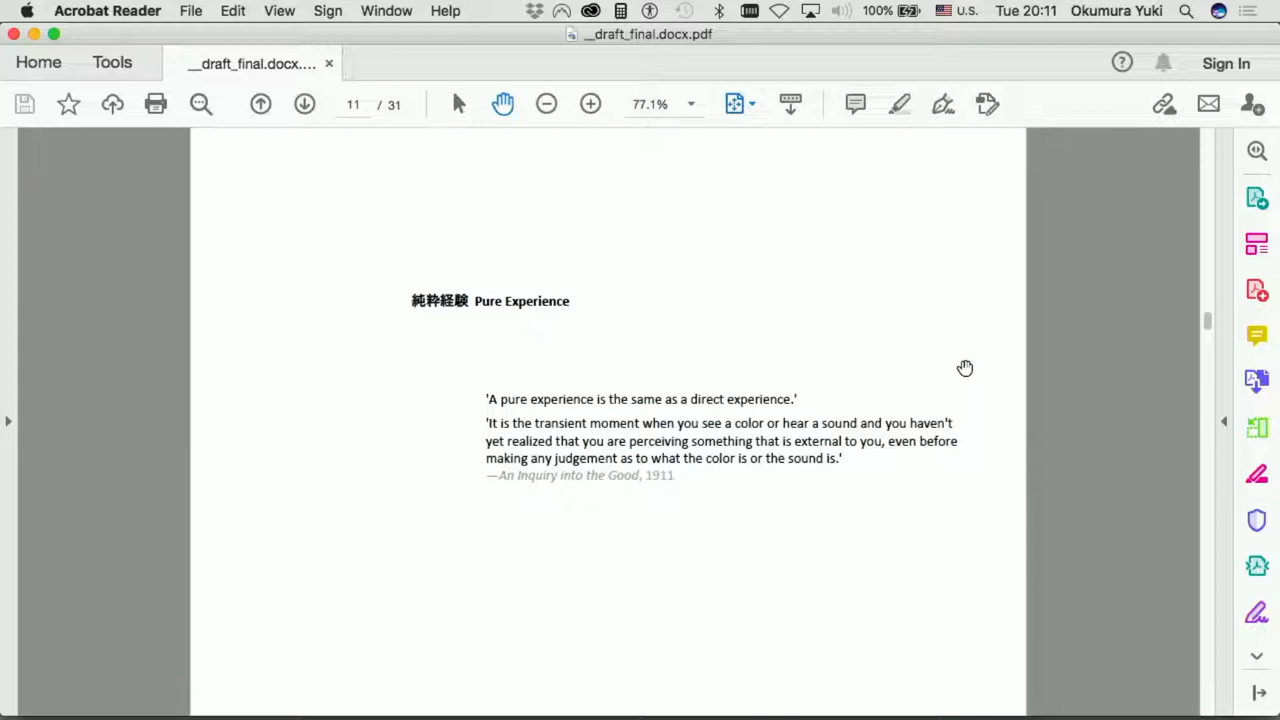 Acrobat Reader File Edit View Sign Window Help 100% U.S. Tue 20:11 Okumura Yuki
__draft_final.docx.pdf
Home Tools __draft_final.docx.... × Sign In
11 / 31 77.1%
純粋経験 Pure Experience
'A pure experience is the same as a direct experience.'
'It is the transient moment when you see a color or hear a sound and you haven't
yet realized that you are perceiving something that is external to you, even before
making any judgement as to what the color is or the sound is.'
—An Inquiry into the Good, 1911